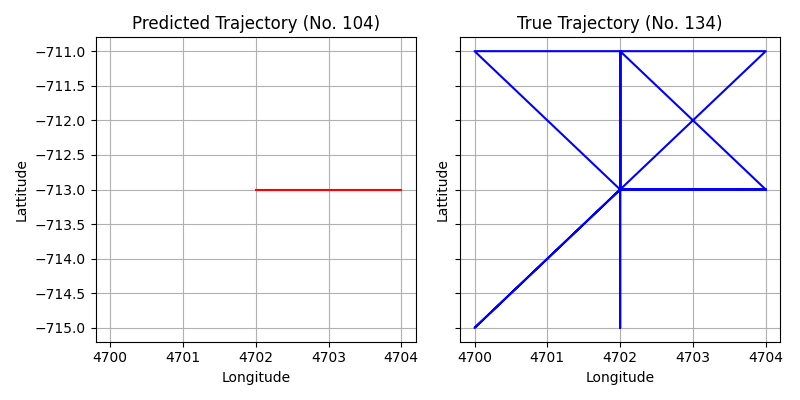 Predicted Trajectory (No. 104)
True Trajectory (No. 134)
Lattitude
−711.0
−711.5
−712.0
−712.5
−713.0
−713.5
−714.0
−714.5
−715.0
4700 4701 4702 4703 4704
Longitude
Lattitude
4700 4701 4702 4703 4704
Longitude